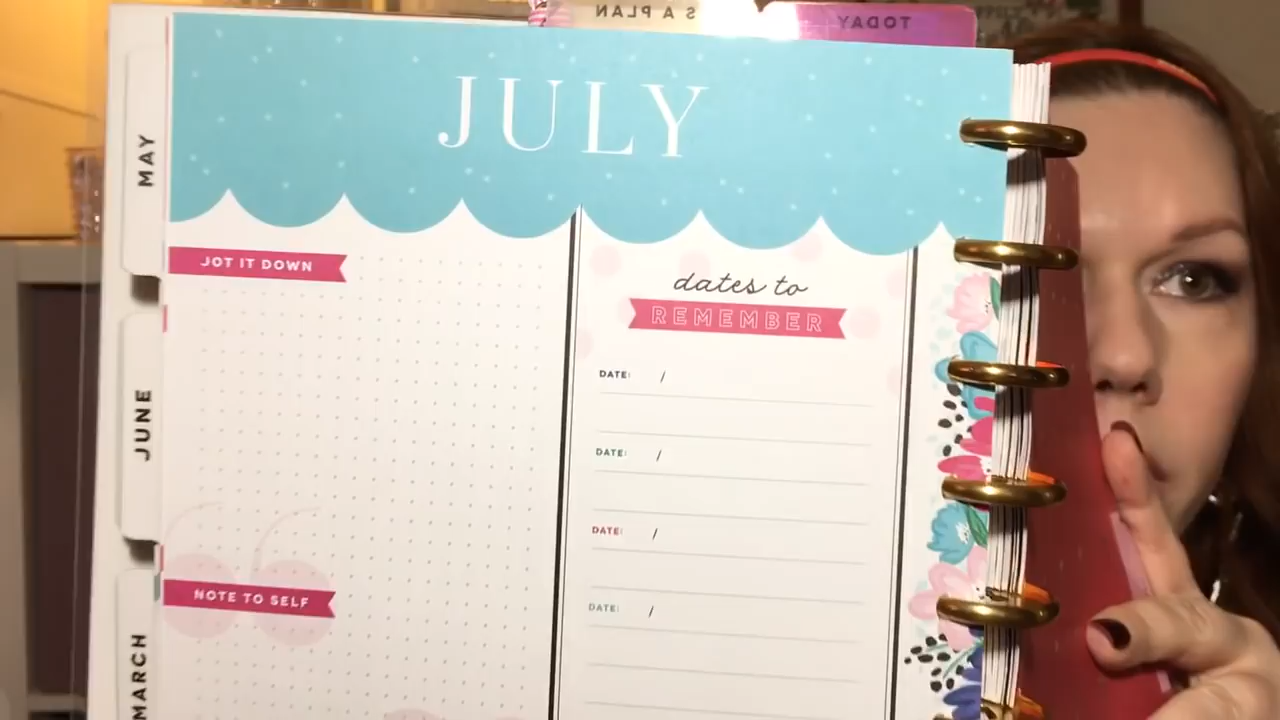 S A PLAN
TODAY
JULY
MAY
JUNE
MARCH
JOT IT DOWN
NOTE TO SELF
dates to
REMEMBER
DATE: /
DATE: /
DATE: /
DATE: /